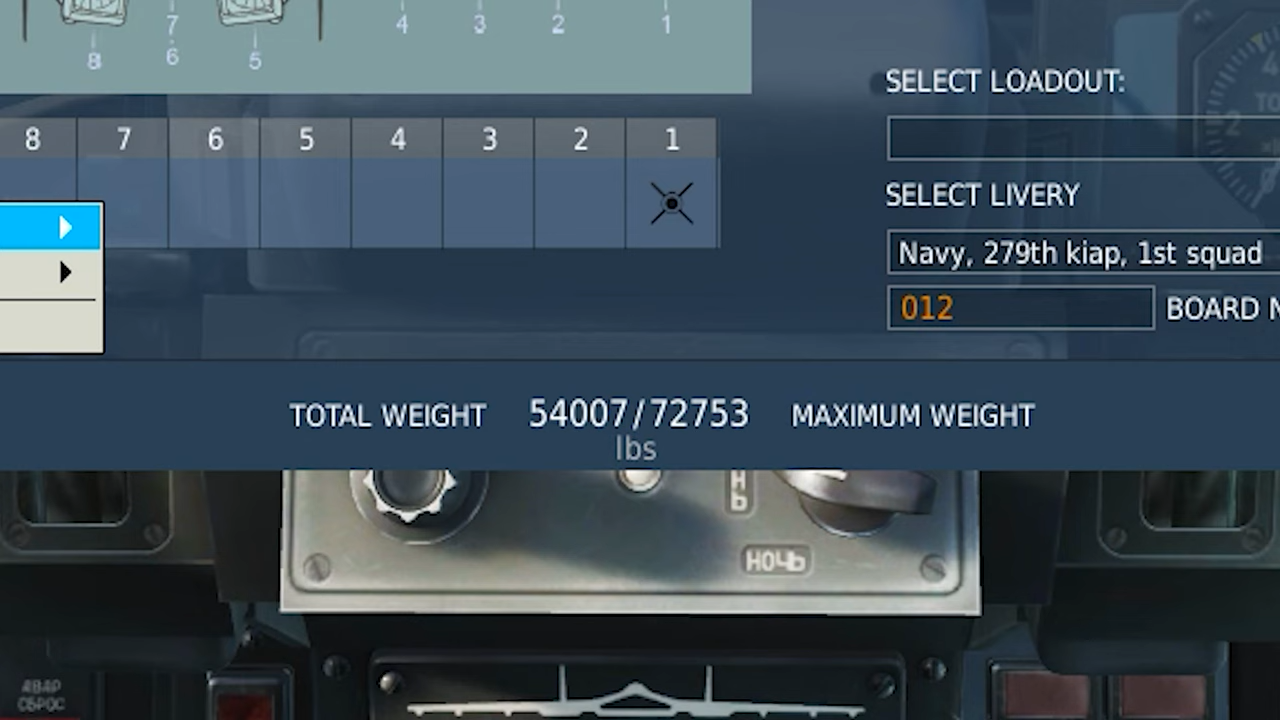 4 3 2 1
7
8 6 5
SELECT LOADOUT:
8 7 6 5 4 3 2 1
SELECT LIVERY
Navy, 279th kiap, 1st squad
012 BOARD N
TOTAL WEIGHT 54007/72753 MAXIMUM WEIGHT
lbs
НОЧЬ
АВАР
СБРОС